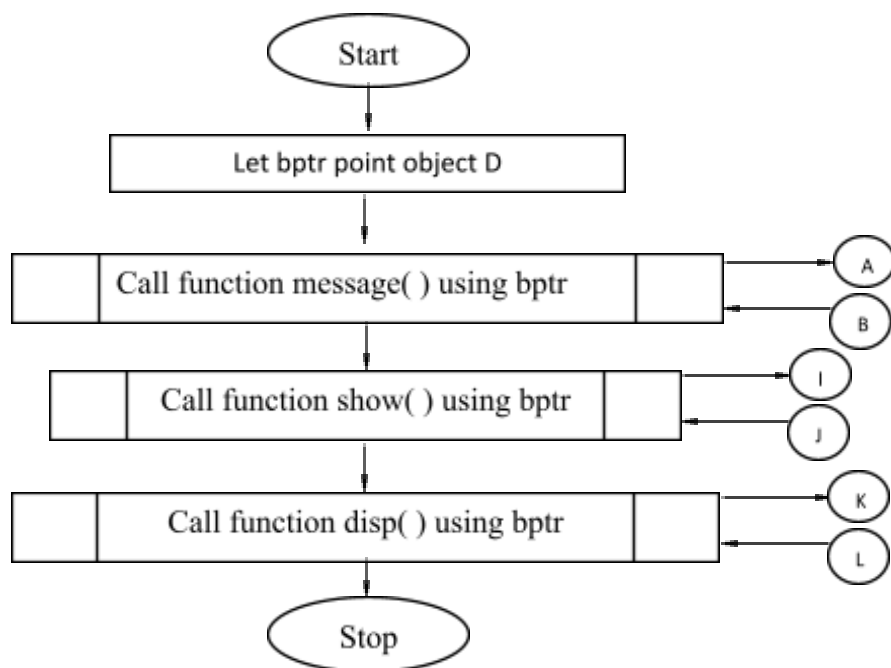 Start
Let bptr point object D
Call function message( ) using bptr
A
B
Call function show( ) using bptr
I
J
Call function disp( ) using bptr
K
L
Stop